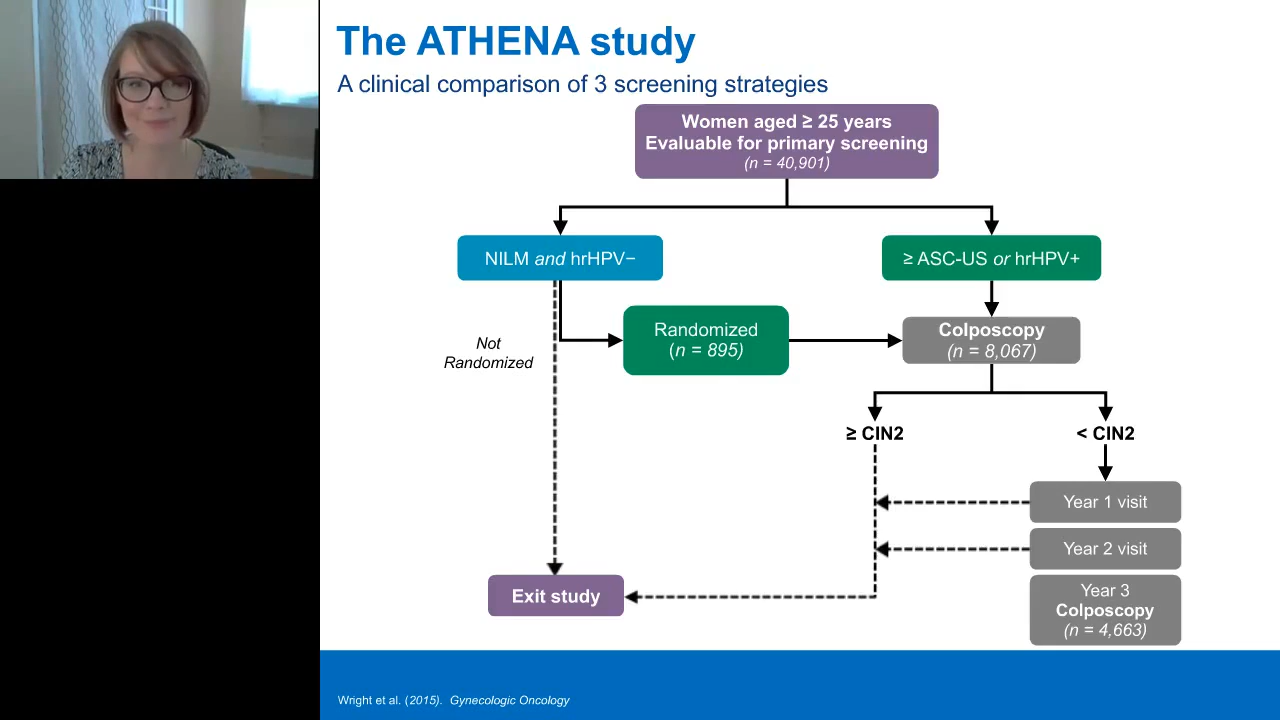 The ATHENA study
A clinical comparison of 3 screening strategies
Women aged ≥ 25 years
Evaluable for primary screening
(n = 40,901)
NILM and hrHPV−
≥ ASC-US or hrHPV+
Not
Randomized
Randomized
(n = 895)
Colposcopy
(n = 8,067)
≥ CIN2
< CIN2
Year 1 visit
Year 2 visit
Year 3
Colposcopy
(n = 4,663)
Exit study
Wright et al. (2015). Gynecologic Oncology